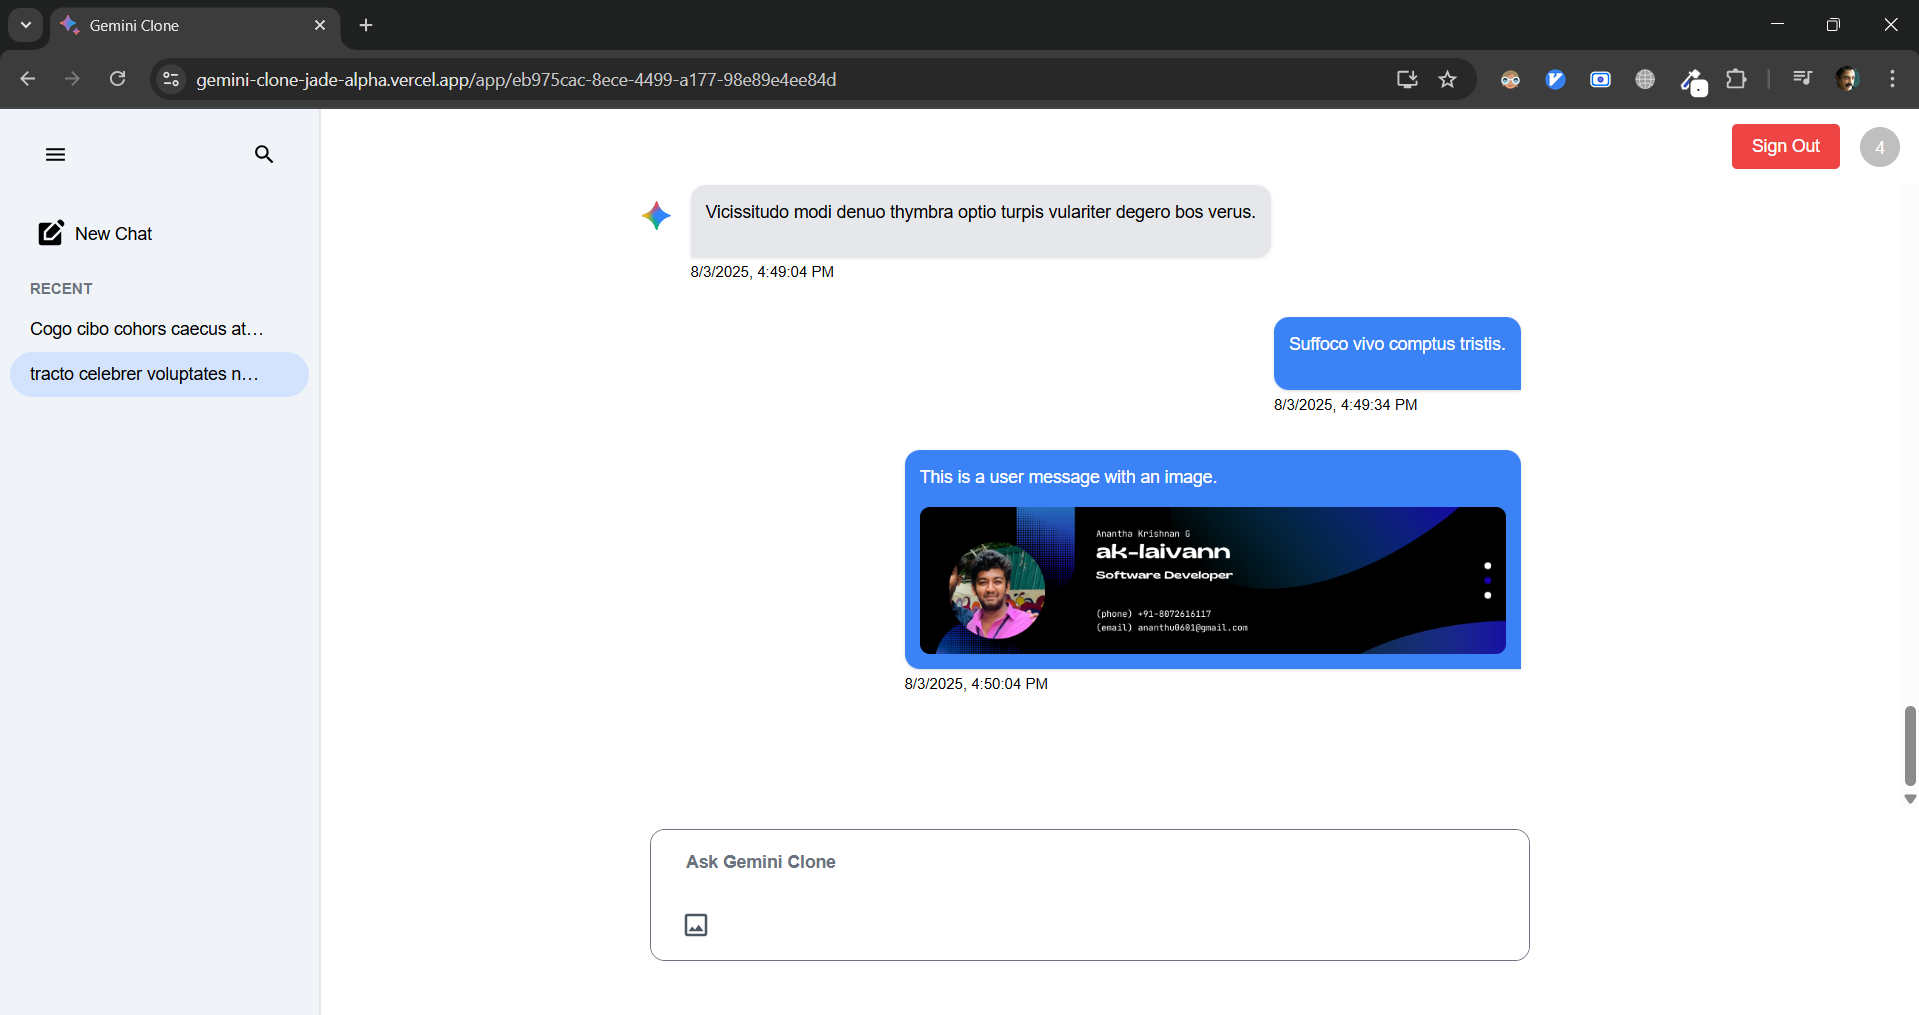 Gemini Clone
gemini-clone-jade-alpha.vercel.app/app/eb975cac-8ece-4499-a177-98e89e4ee84d
Sign Out
4
New Chat
RECENT
Cogo cibo cohors caecus at...
tracto celebrer voluptates n...
Vicissitudo modi denuo thymbra optio turpis vulariter degero bos verus.
8/3/2025, 4:49:04 PM
Suffoco vivo comptus tristis.
8/3/2025, 4:49:34 PM
This is a user message with an image.
Anantha Krishnan G
ak-laivann
Software Developer
(phone) +91-8072616117
(email) ananthu0601@gmail.com
8/3/2025, 4:50:04 PM
Ask Gemini Clone